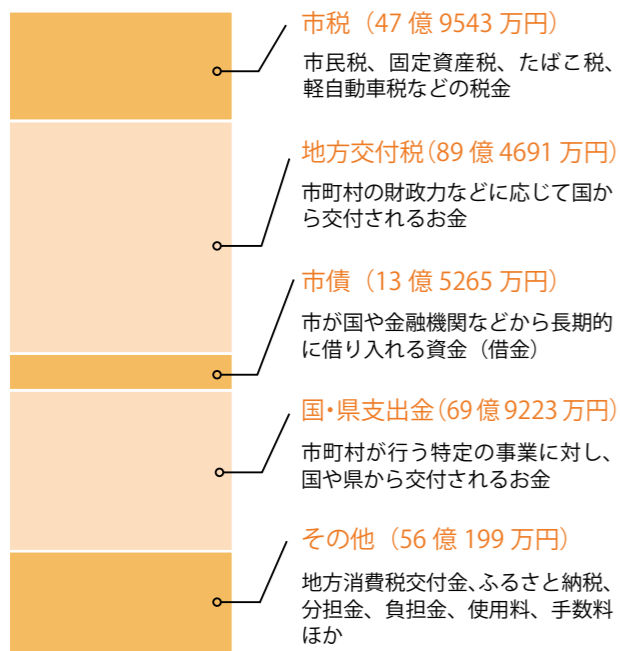 市税（47 億 9543 万円）
市民税、固定資産税、たばこ税、
軽自動車税などの税金
地方交付税（89 億 4691 万円）
市町村の財政力などに応じて国か
ら交付されるお金
市債（13 億 5265 万円）
市が国や金融機関などから長期的
に借り入れる資金（借金）
国・県支出金（69 億 9223 万円）
市町村が行う特定の事業に対し、
国や県から交付されるお金
その他（56 億 199 万円）
地方消費税交付金、ふるさと納税、
分担金、負担金、使用料、手数料
ほか